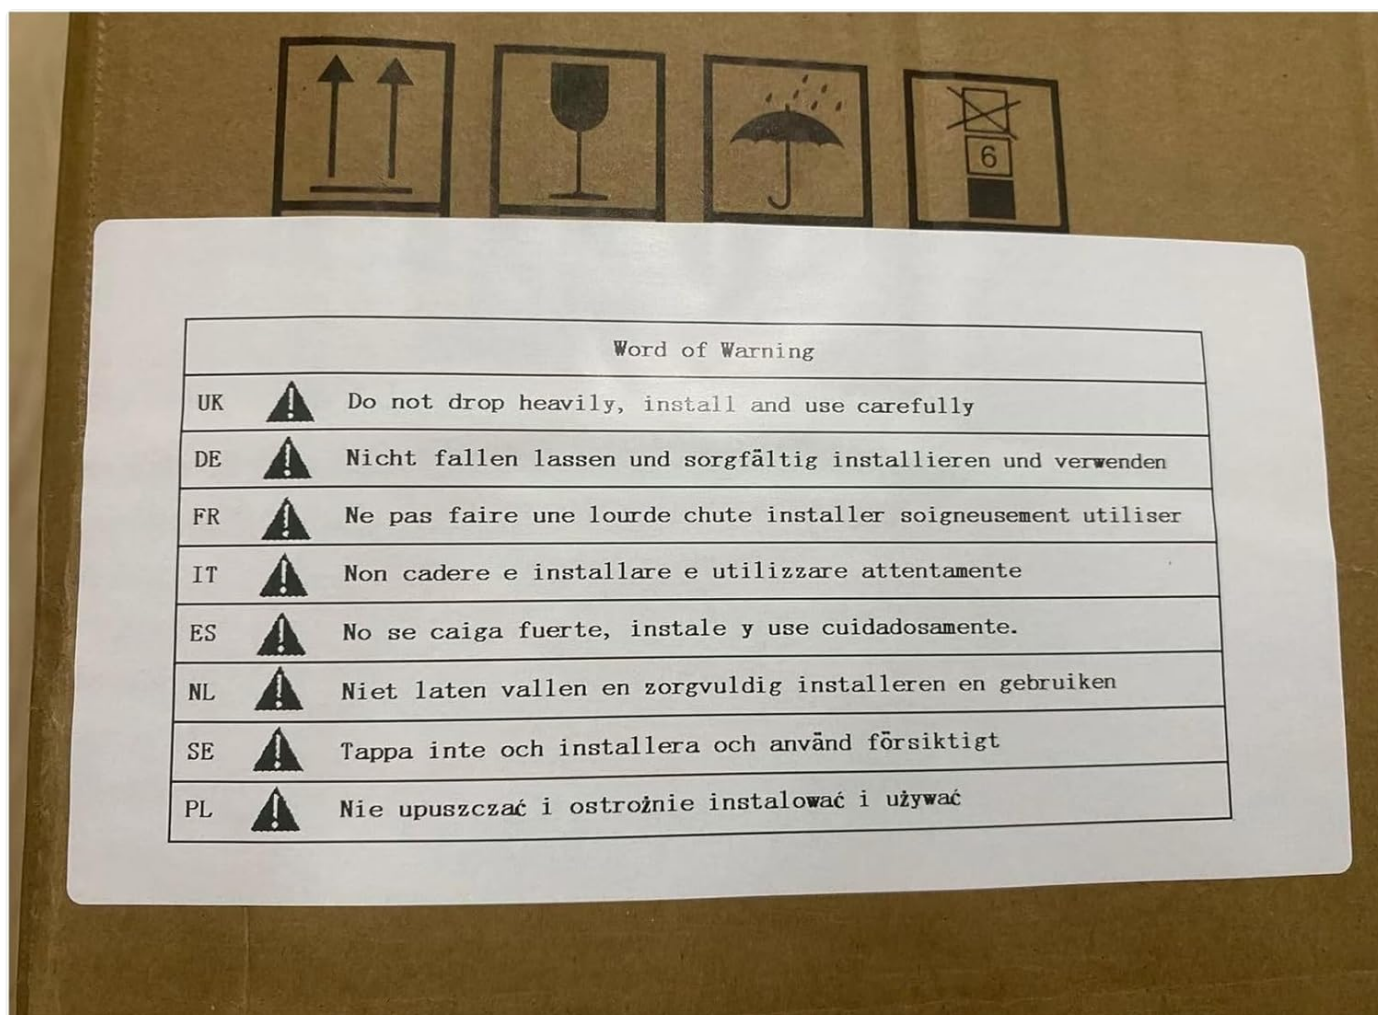 6
Word of Warning
UK Do not drop heavily, install and use carefully
DE Nicht fallen lassen und sorgfältig installieren und verwenden
FR Ne pas faire une lourde chute installer soigneusement utiliser
IT Non cadere e installare e utilizzare attentamente
ES No se caiga fuerte, instale y use cuidadosamente.
NL Niet laten vallen en zorgvuldig installeren en gebruiken
SE Tappa inte och installera och använd försiktigt
PL Nie upuszczać i ostrożnie instalować i używać